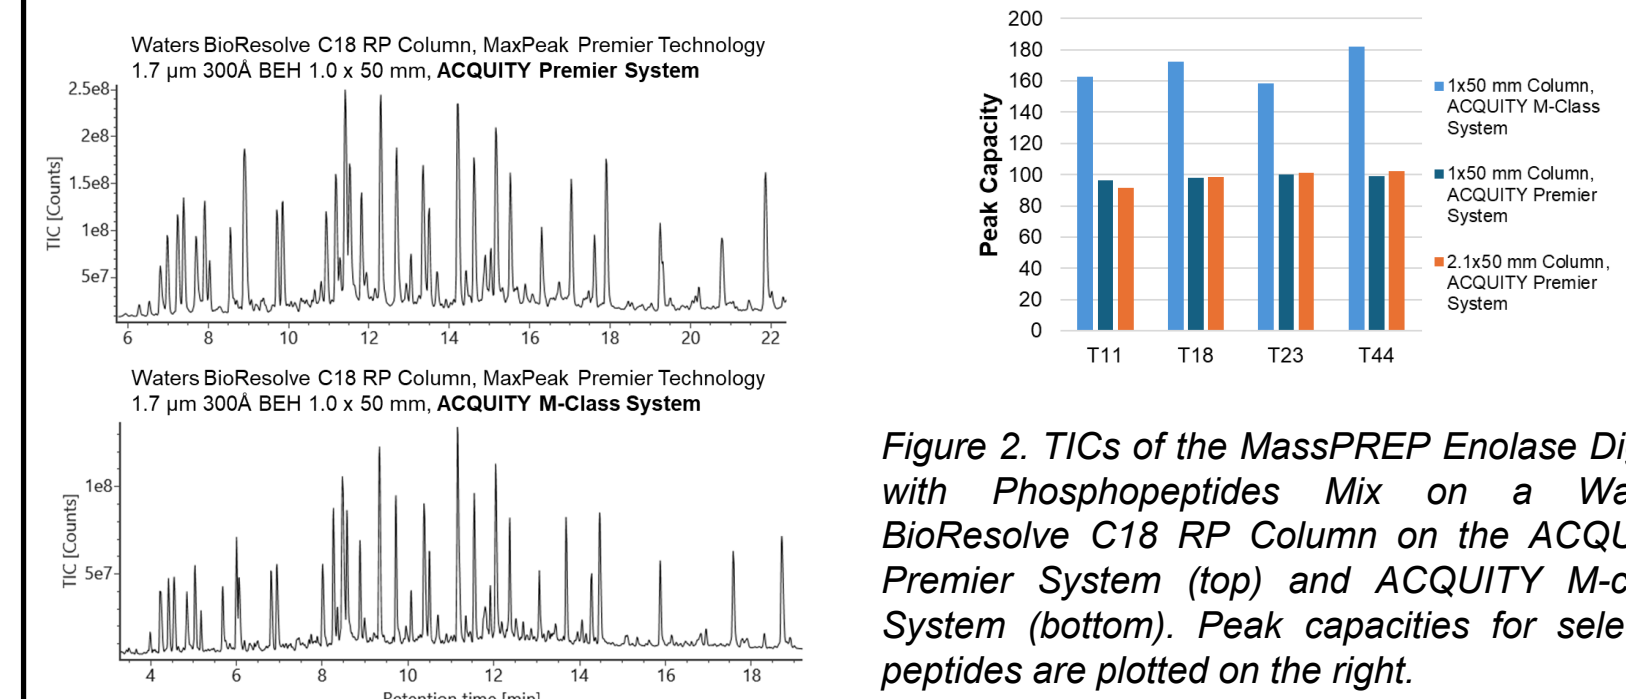 Waters BioResolve C18 RP Column, MaxPeak Premier Technology
1.7 µm 300Å BEH 1.0 x 50 mm, ACQUITY Premier System
2.5e8
2e8
1.5e8
1e8
5e7
TIC [Counts]
6 8 10 12 14 16 18 20 22
Waters BioResolve C18 RP Column, MaxPeak Premier Technology
1.7 µm 300Å BEH 1.0 x 50 mm, ACQUITY M-Class System
1e8
5e7
TIC [Counts]
4 6 8 10 12 14 16 18
Retention time [min]
200
180
160
140
120
100
80
60
40
20
0
Peak Capacity
T11 T18 T23 T44
1x50 mm Column,
ACQUITY M-Class
System
1x50 mm Column,
ACQUITY Premier
System
2.1x50 mm Column,
ACQUITY Premier
System
Figure 2. TICs of the MassPREP Enolase Di
with Phosphopeptides Mix on a Wa
BioResolve C18 RP Column on the ACQU
Premier System (top) and ACQUITY M-c
System (bottom). Peak capacities for sele
peptides are plotted on the right.